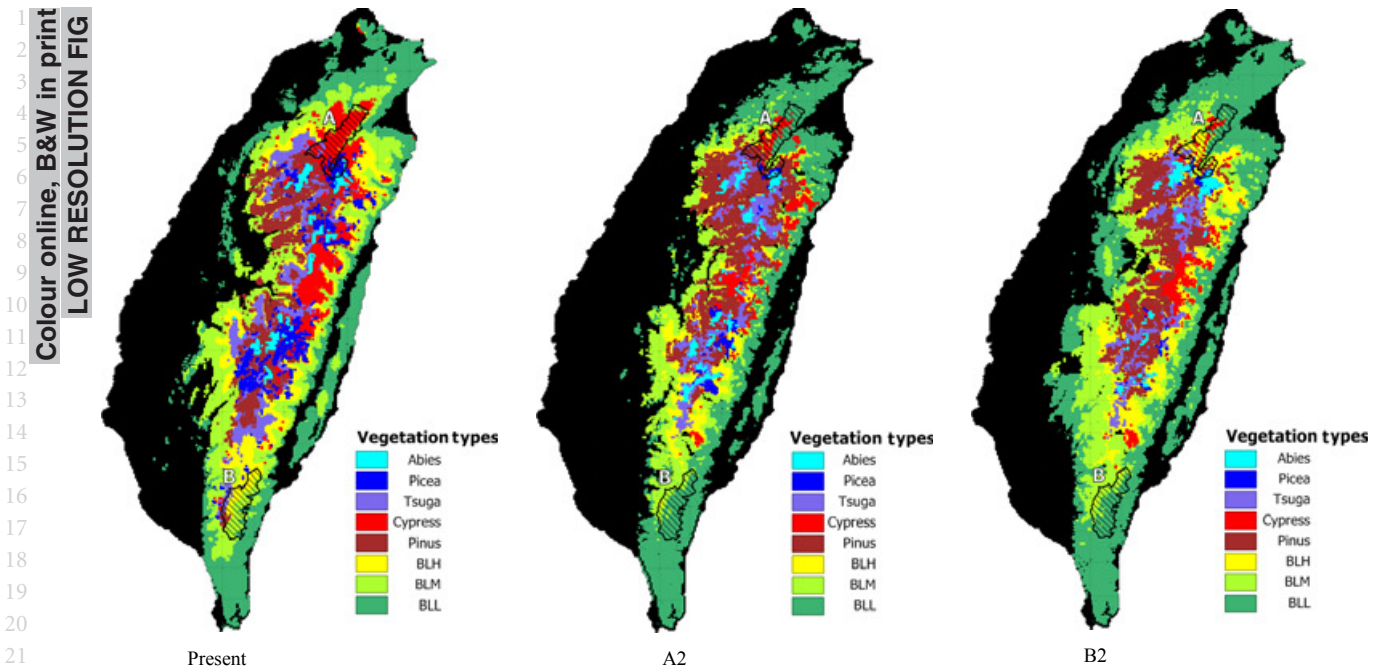 1
2
3
4
5
6
7
8
9
10
11
12
13
14
15
16
17
18
19
20
21
Colour online, B&W in print
LOW RESOLUTION FIG
A
B
Vegetation types
Abies
Picea
Tsuga
Cypress
Pinus
BLH
BLM
BLL
Present
A
B
Vegetation types
Abies
Picea
Tsuga
Cypress
Pinus
BLH
BLM
BLL
A2
A
B
Vegetation types
Abies
Picea
Tsuga
Cypress
Pinus
BLH
BLM
BLL
B2